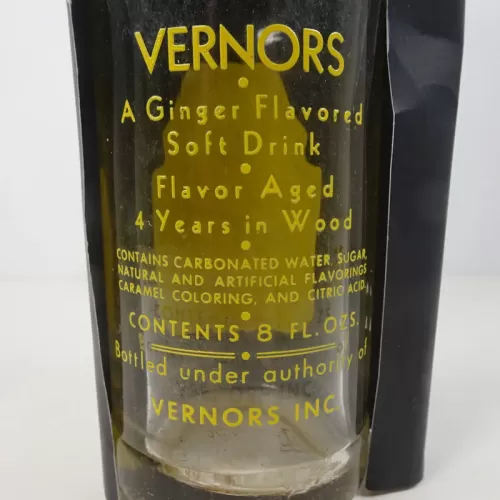 VERNORS
A Ginger Flavored
Soft Drink
Flavor Aged
4 Years in Wood
CONTAINS CARBONATED WATER, SUGAR,
NATURAL AND ARTIFICIAL FLAVORINGS
CARAMEL COLORING, AND CITRIC ACID.
CONTENTS 8 FL. OZS.
Bottled under authority of
VERNORS INC.